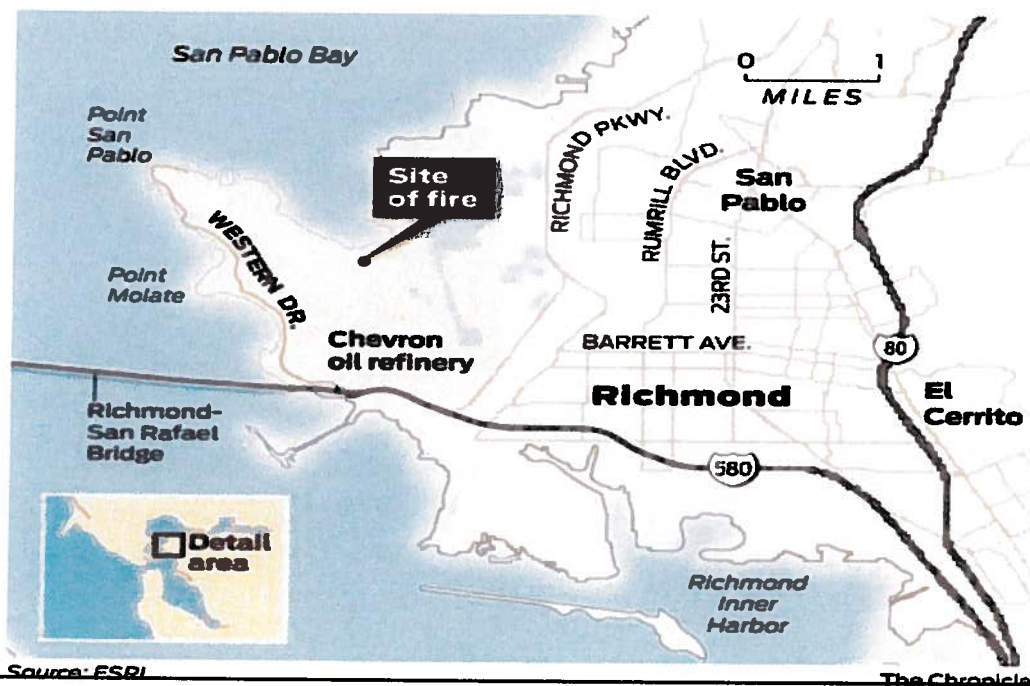 San Pablo Bay
0 1
MILES
Point
San
Pablo
Site
of fire
RICHMOND PKWY.
RUMRILL BLVD.
San
Pablo
WESTERN DR.
23RD ST.
Point
Molate
Chevron
oil refinery
BARRETT AVE.
80
Richmond
El
Cerrito
Richmond-
San Rafael
Bridge
580
Detail
area
Richmond
Inner
Harbor
Source: ESRI
The Chronicle